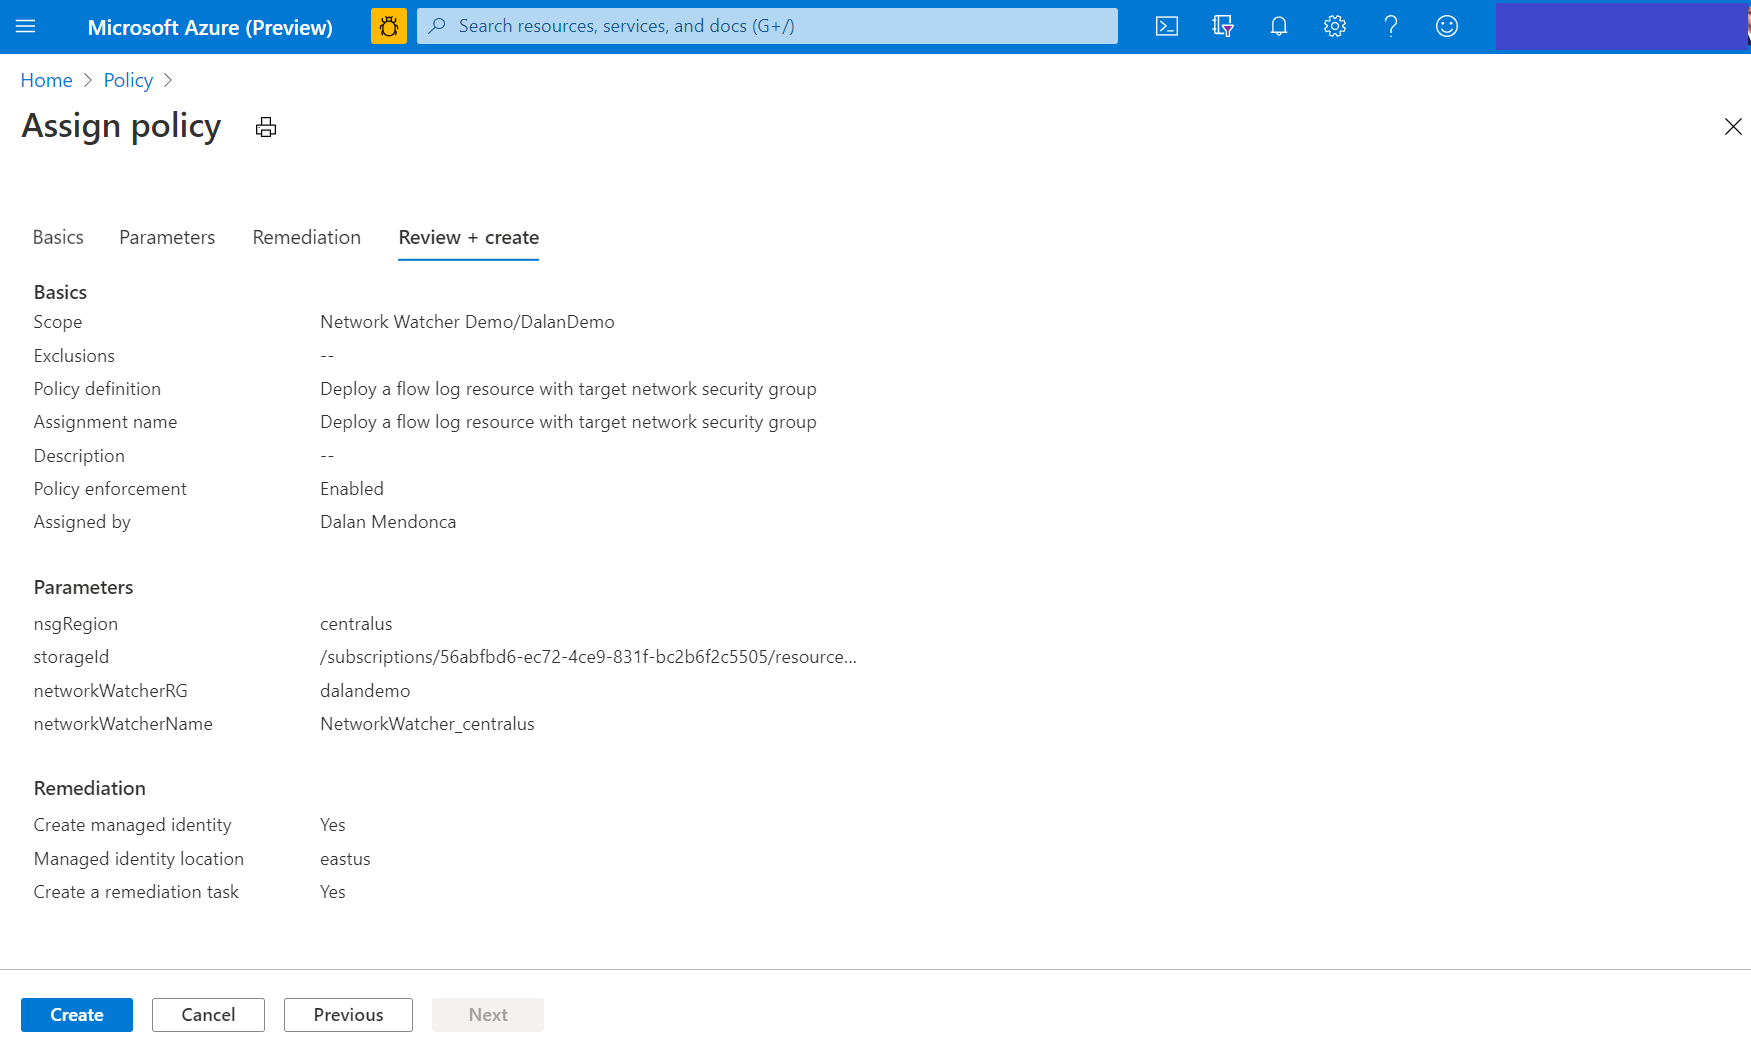 Microsoft Azure (Preview)
Search resources, services, and docs (G+/)
Home > Policy >
Assign policy
Basics Parameters Remediation Review + create
Basics
Scope Network Watcher Demo/DalanDemo
Exclusions --
Policy definition Deploy a flow log resource with target network security group
Assignment name Deploy a flow log resource with target network security group
Description --
Policy enforcement Enabled
Assigned by Dalan Mendonca
Parameters
nsgRegion centralus
storageId /subscriptions/56abfbd6-ec72-4ce9-831f-bc2b6f2c5505/resource...
networkWatcherRG dalandemo
networkWatcherName NetworkWatcher_centralus
Remediation
Create managed identity Yes
Managed identity location eastus
Create a remediation task Yes
Create Cancel Previous Next